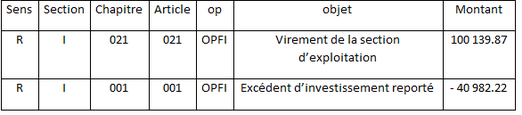 Sens Section Chapitre Article op objet Montant
R I 021 021 OPFI Virement de la section 100 139.87
d’exploitation
R I 001 001 OPFI Excédent d’investissement reporté - 40 982.22